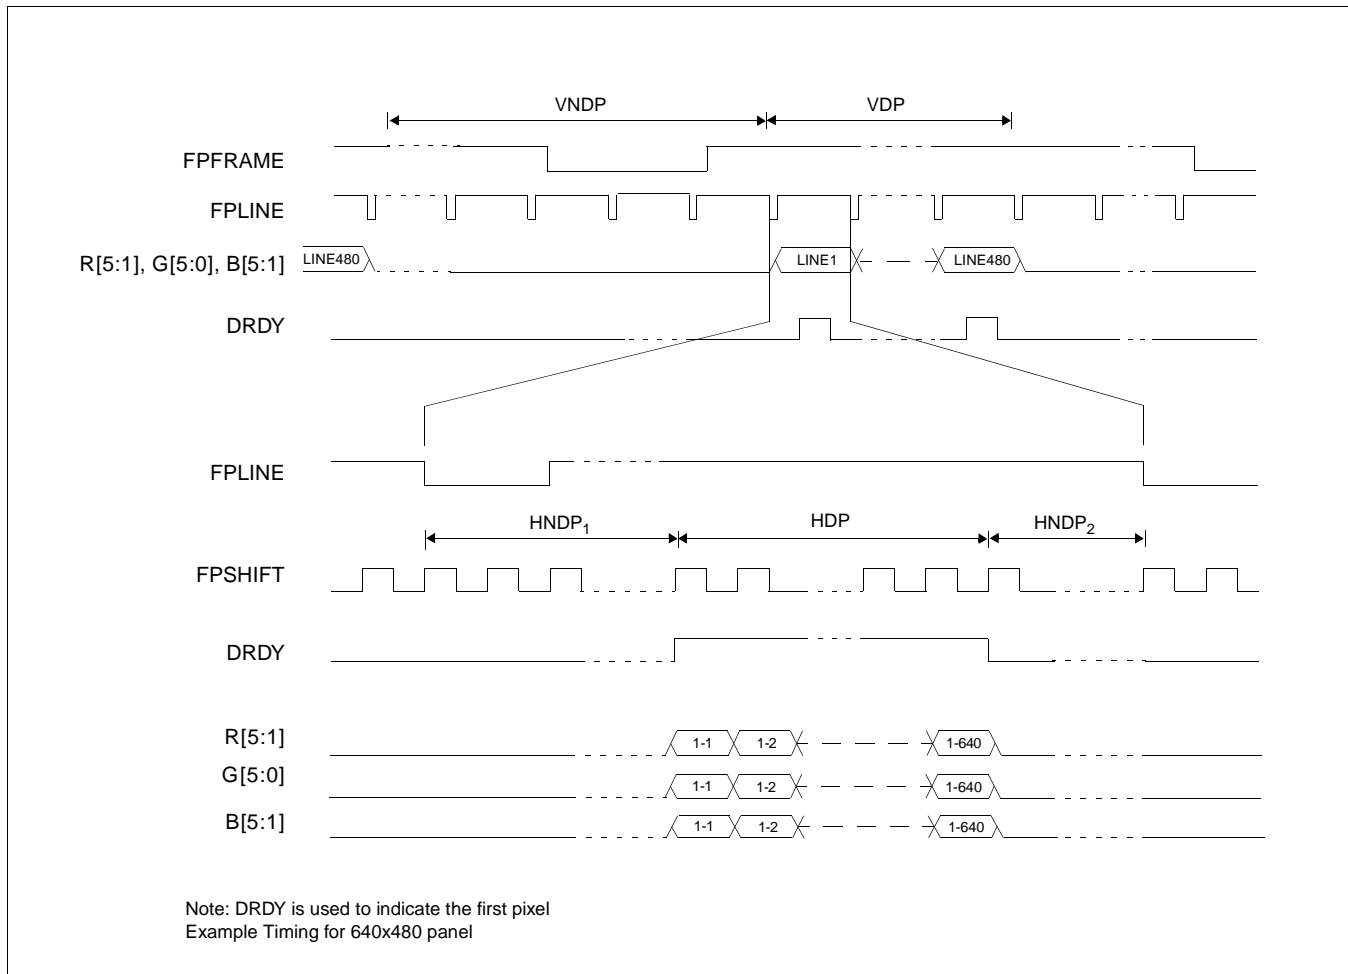 VNDP VDP
FPFRAME
FPLINE
R[5:1], G[5:0], B[5:1] LINE480 LINE1 LINE480
DRDY
FPLINE
HNDP1 HDP HNDP2
FPSHIFT
DRDY
R[5:1] 1-1 1-2 1-640
G[5:0] 1-1 1-2 1-640
B[5:1] 1-1 1-2 1-640
Note: DRDY is used to indicate the first pixel
Example Timing for 640x480 panel